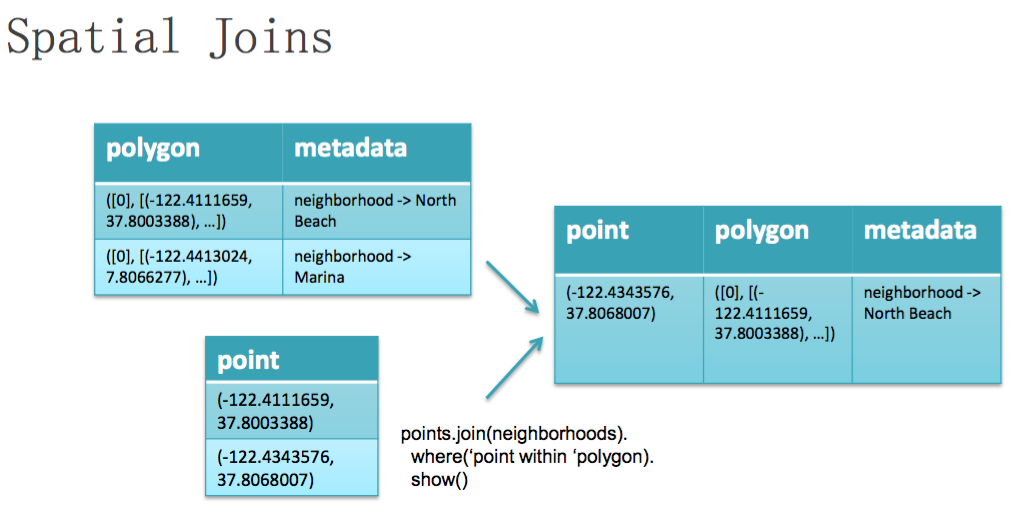 Spatial Joins
polygon metadata
([0], [(-122.4111659, neighborhood -> North
37.8003388), ...]) Beach
([0], [(-122.4413024, neighborhood ->
7.8066277), ...]) Marina
point polygon metadata
(-122.4343576, ([0], [(- neighborhood ->
37.8068007) 122.4111659, North Beach
37.8003388), ...])
point
(-122.4111659,
37.8003388)
(-122.4343576,
37.8068007)
points.join(neighborhoods).
where(‘point within ‘polygon).
show()